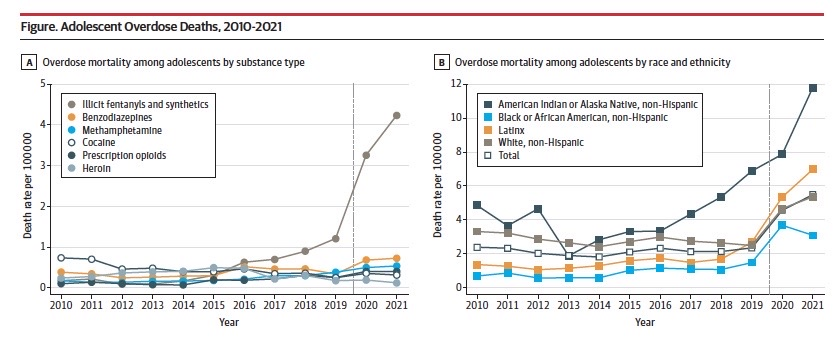 Figure. Adolescent Overdose Deaths, 2010-2021
A Overdose mortality among adolescents by substance type
5
4
3
2
1
0
Death rate per 100000
Illicit fentanyls and synthetics
Benzodiazepines
Methamphetamine
Cocaine
Prescription opioids
Heroin
2010 2011 2012 2013 2014 2015 2016 2017 2018 2019 2020 2021
Year
B Overdose mortality among adolescents by race and ethnicity
12
10
8
6
4
2
0
Death rate per 100000
American Indian or Alaska Native, non-Hispanic
Black or African American, non-Hispanic
Latinx
White, non-Hispanic
Total
2010 2011 2012 2013 2014 2015 2016 2017 2018 2019 2020 2021
Year